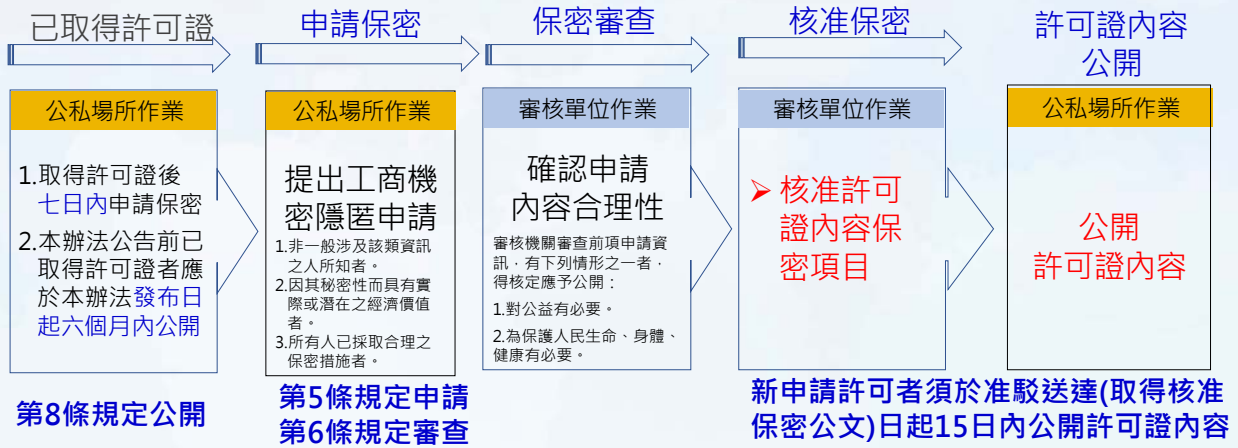 已取得許可證
申請保密
保密審查
核准保密
許可證內容
公開
公私場所作業
1.取得許可證後
七日內申請保密
2.本辦法公告前已
取得許可證者應
於本辦法發布日
起六個月內公開
第8條規定公開
公私場所作業
提出工商機
密隱匿申請
1.非一般涉及該類資訊
之人所知者。
2.因其秘密性而具有實
際或潛在之經濟價值
者。
3.所有人已採取合理之
保密措施者。
第5條規定申請
第6條規定審查
審核單位作業
確認申請
內容合理性
審核機關審查前項申請資
訊，有下列情形之一者，
得核定應予公開：
1.對公益有必要。
2.為保護人民生命、身體、
健康有必要。
審核單位作業
➢ 核准許可
證內容保
密項目
公私場所作業
公開
許可證內容
新申請許可者須於准駁送達(取得核准
保密公文)日起15日內公開許可證內容